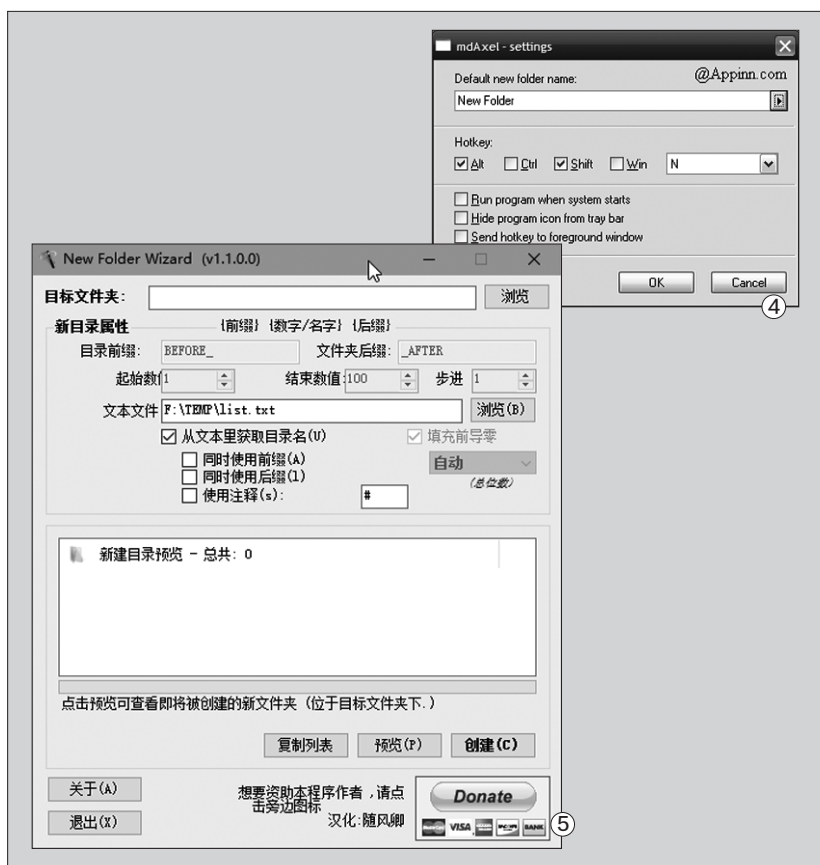 mdAxel - settings
@Appinn.com
Default new folder name:
New Folder
Hotkey:
Alt Ctrl Shift Win N
Run program when system starts
Hide program icon from tray bar
Send hotkey to foreground window
OK Cancel
④
New Folder Wizard (v1.1.0.0)
目标文件夹: 浏览
新目录属性 {前缀} {数字/名字} {后缀}
目录前缀: BEFORE_ 文件夹后缀: _AFTER
起始数值 1 结束数值:100 步进 1
文本文件 F:\TEMP\list.txt 浏览(B)
从文本里获取目录名(U) 填充前导零
同时使用前缀(A) 自动
同时使用后缀(l) (总位数)
使用注释(s): #
新建目录预览 - 总共: 0
点击预览可查看即将被创建的新文件夹 (位于目标文件夹下.)
复制列表 预览(P) 创建(C)
关于(A) 想要资助本程序作者,请点
击旁边图标 Donate
退出(X) 汉化:随风卿 VISA BANK
⑤